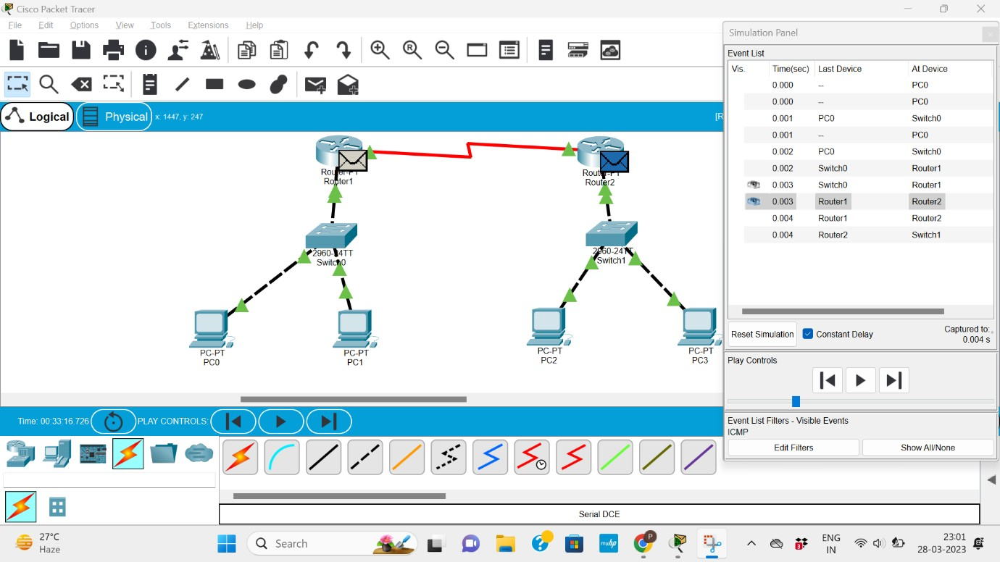 Cisco Packet Tracer
File Edit Options View Tools Extensions Help
Logical Physical x: 1447, y: 247
Router-PT
Router1
Router-PT
Router2
2960-24TT
Switch0
2960-24TT
Switch1
PC-PT
PC0
PC-PT
PC1
PC-PT
PC2
PC-PT
PC3
Simulation Panel
Event List
Vis. Time(sec) Last Device At Device
0.000 -- PC0
0.000 -- PC0
0.001 PC0 Switch0
0.001 -- PC0
0.002 PC0 Switch0
0.002 Switch0 Router1
0.003 Switch0 Router1
0.003 Router1 Router2
0.004 Router1 Router2
0.004 Router2 Switch1
Reset Simulation Constant Delay Captured to:
0.004 s
Play Controls
Event List Filters - Visible Events
ICMP
Edit Filters Show All/None
Time: 00:33:16.726 PLAY CONTROLS:
Serial DCE
27°C
Haze
Search
myhp
P
3
ENG
IN
23:01
28-03-2023